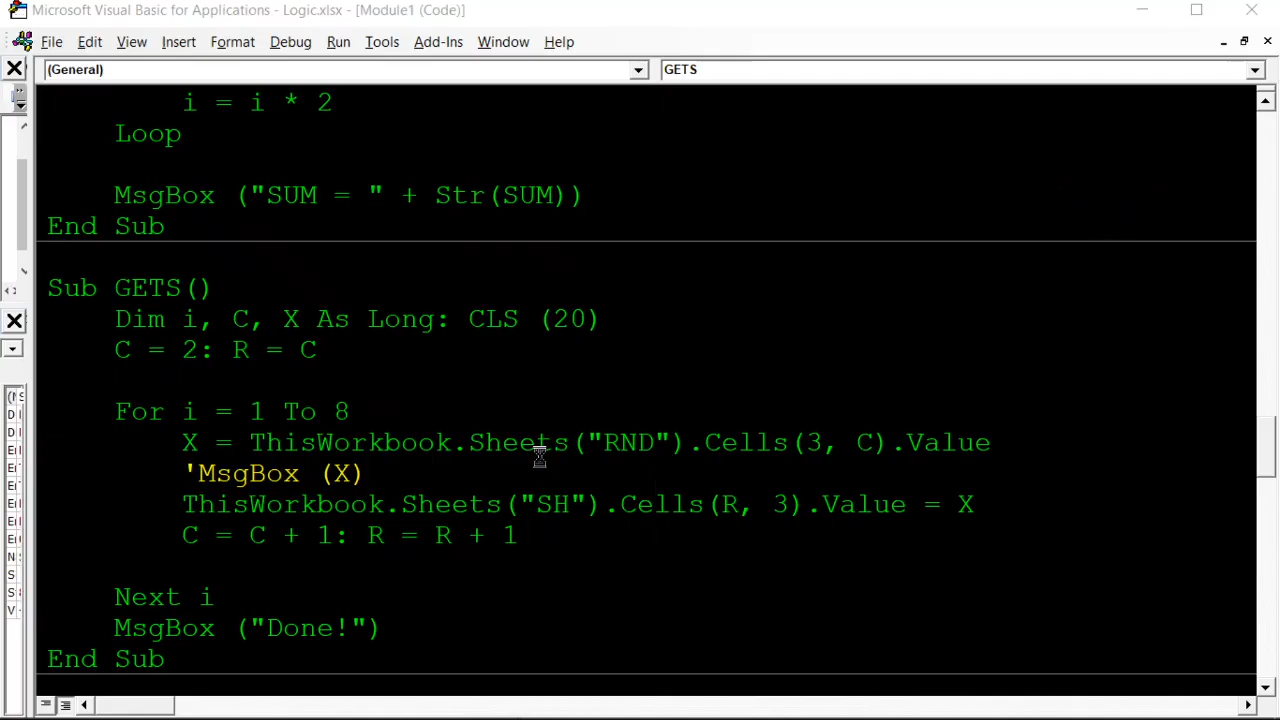 Microsoft Visual Basic for Applications - Logic.xlsx - [Module1 (Code)]
File Edit View Insert Format Debug Run Tools Add-Ins Window Help
(General) GETS
i = i * 2
Loop
MsgBox ("SUM = " + Str(SUM))
End Sub
Sub GETS()
Dim i, C, X As Long: CLS (20)
C = 2: R = C
For i = 1 To 8
X = ThisWorkbook.Sheets("RND").Cells(3, C).Value
'MsgBox (X)
ThisWorkbook.Sheets("SH").Cells(R, 3).Value = X
C = C + 1: R = R + 1
Next i
MsgBox ("Done!")
End Sub